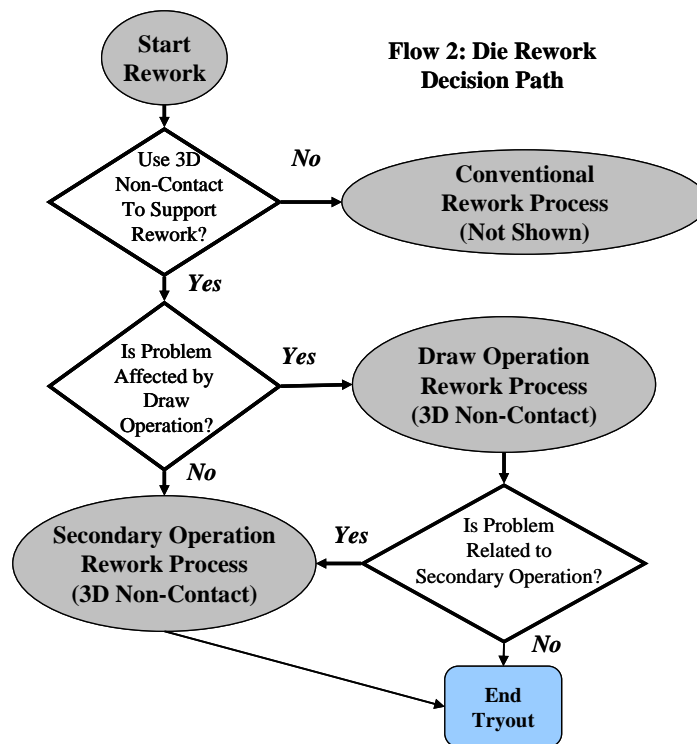 Start
Rework
Flow 2: Die Rework
Decision Path
Use 3D
Non-Contact
To Support
Rework?
No
Conventional
Rework Process
(Not Shown)
Yes
Is Problem
Affected by
Draw
Operation?
Yes
Draw Operation
Rework Process
(3D Non-Contact)
No
Secondary Operation
Rework Process
(3D Non-Contact)
Yes
Is Problem
Related to
Secondary Operation?
No
End
Tryout